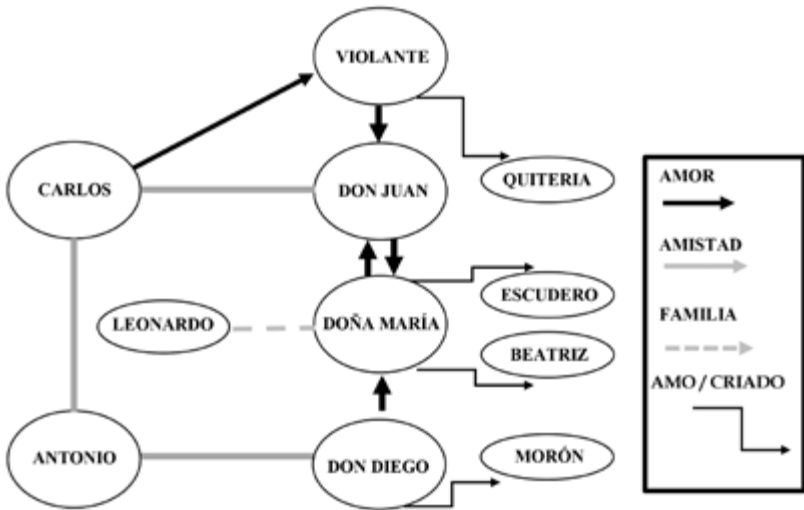 VIOLANTE
CARLOS
DON JUAN
QUITERIA
LEONARDO
DOÑA MARÍA
ESCUDERO
BEATRIZ
ANTONIO
DON DIEGO
MORÓN
AMOR
AMISTAD
FAMILIA
AMO / CRIADO